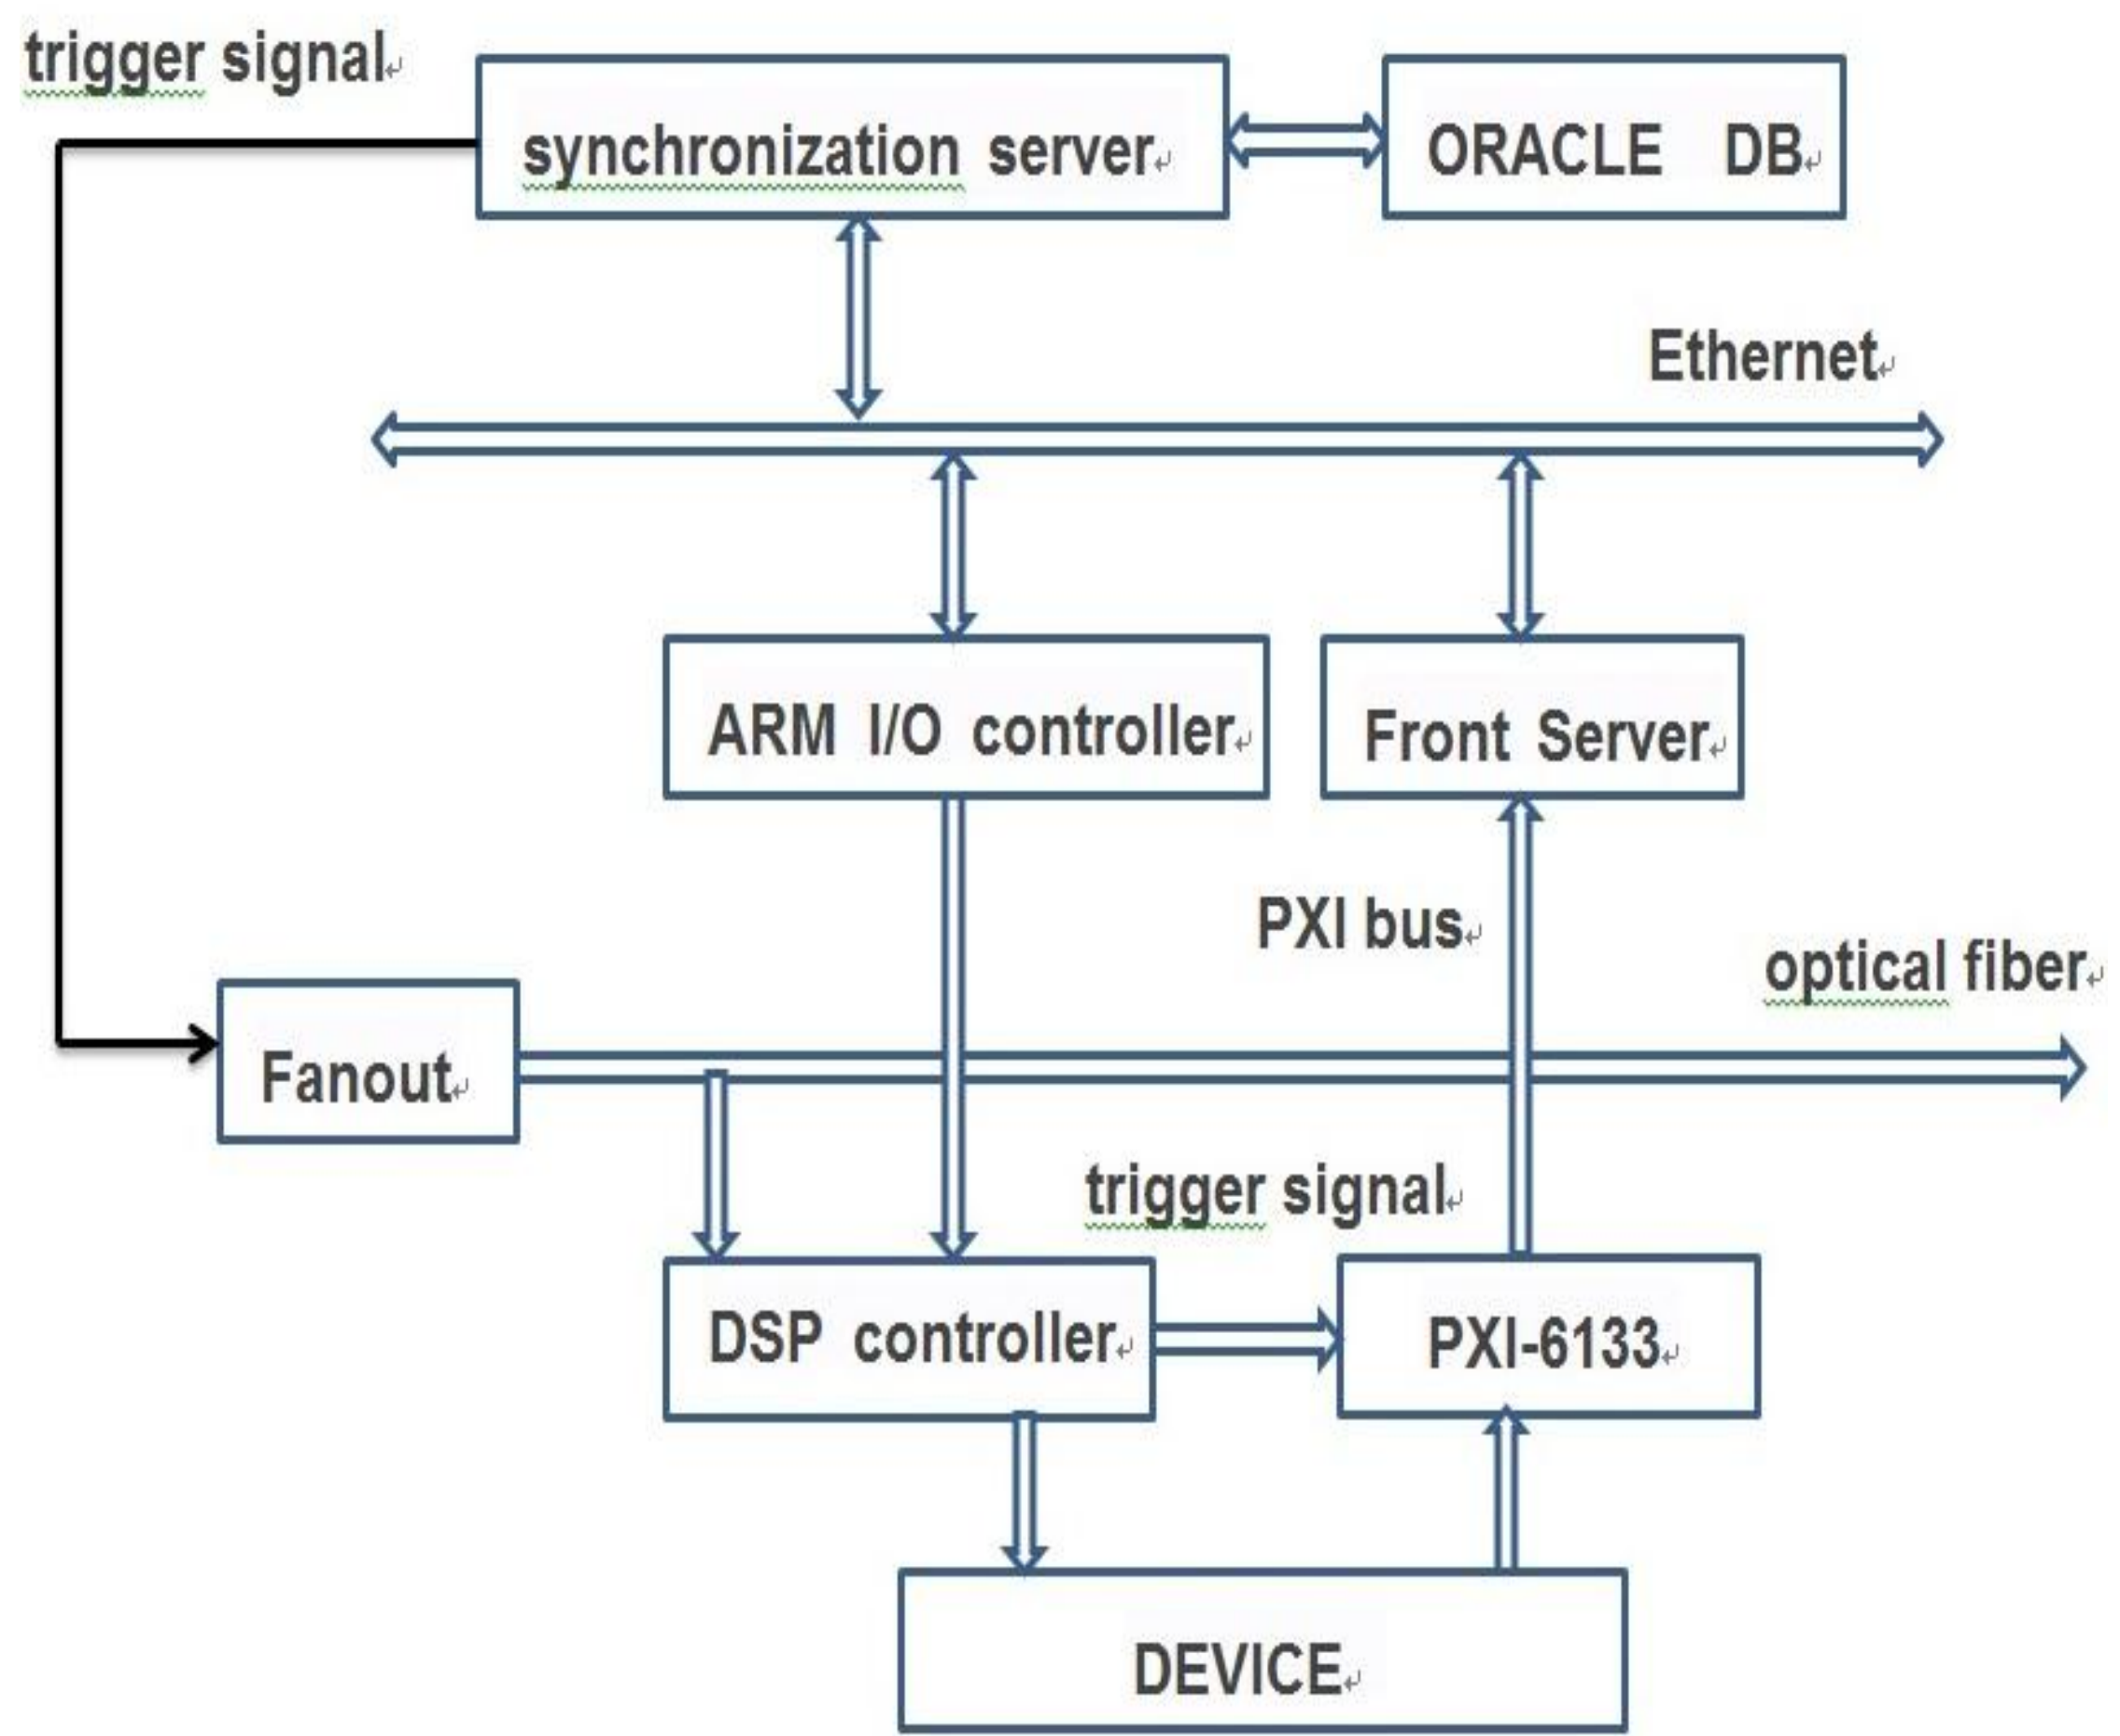 trigger signal
synchronization server
ORACLE DB
Ethernet
ARM I/O controller
Front Server
PXI bus
optical fiber
Fanout
trigger signal
DSP controller
PXI-6133
DEVICE